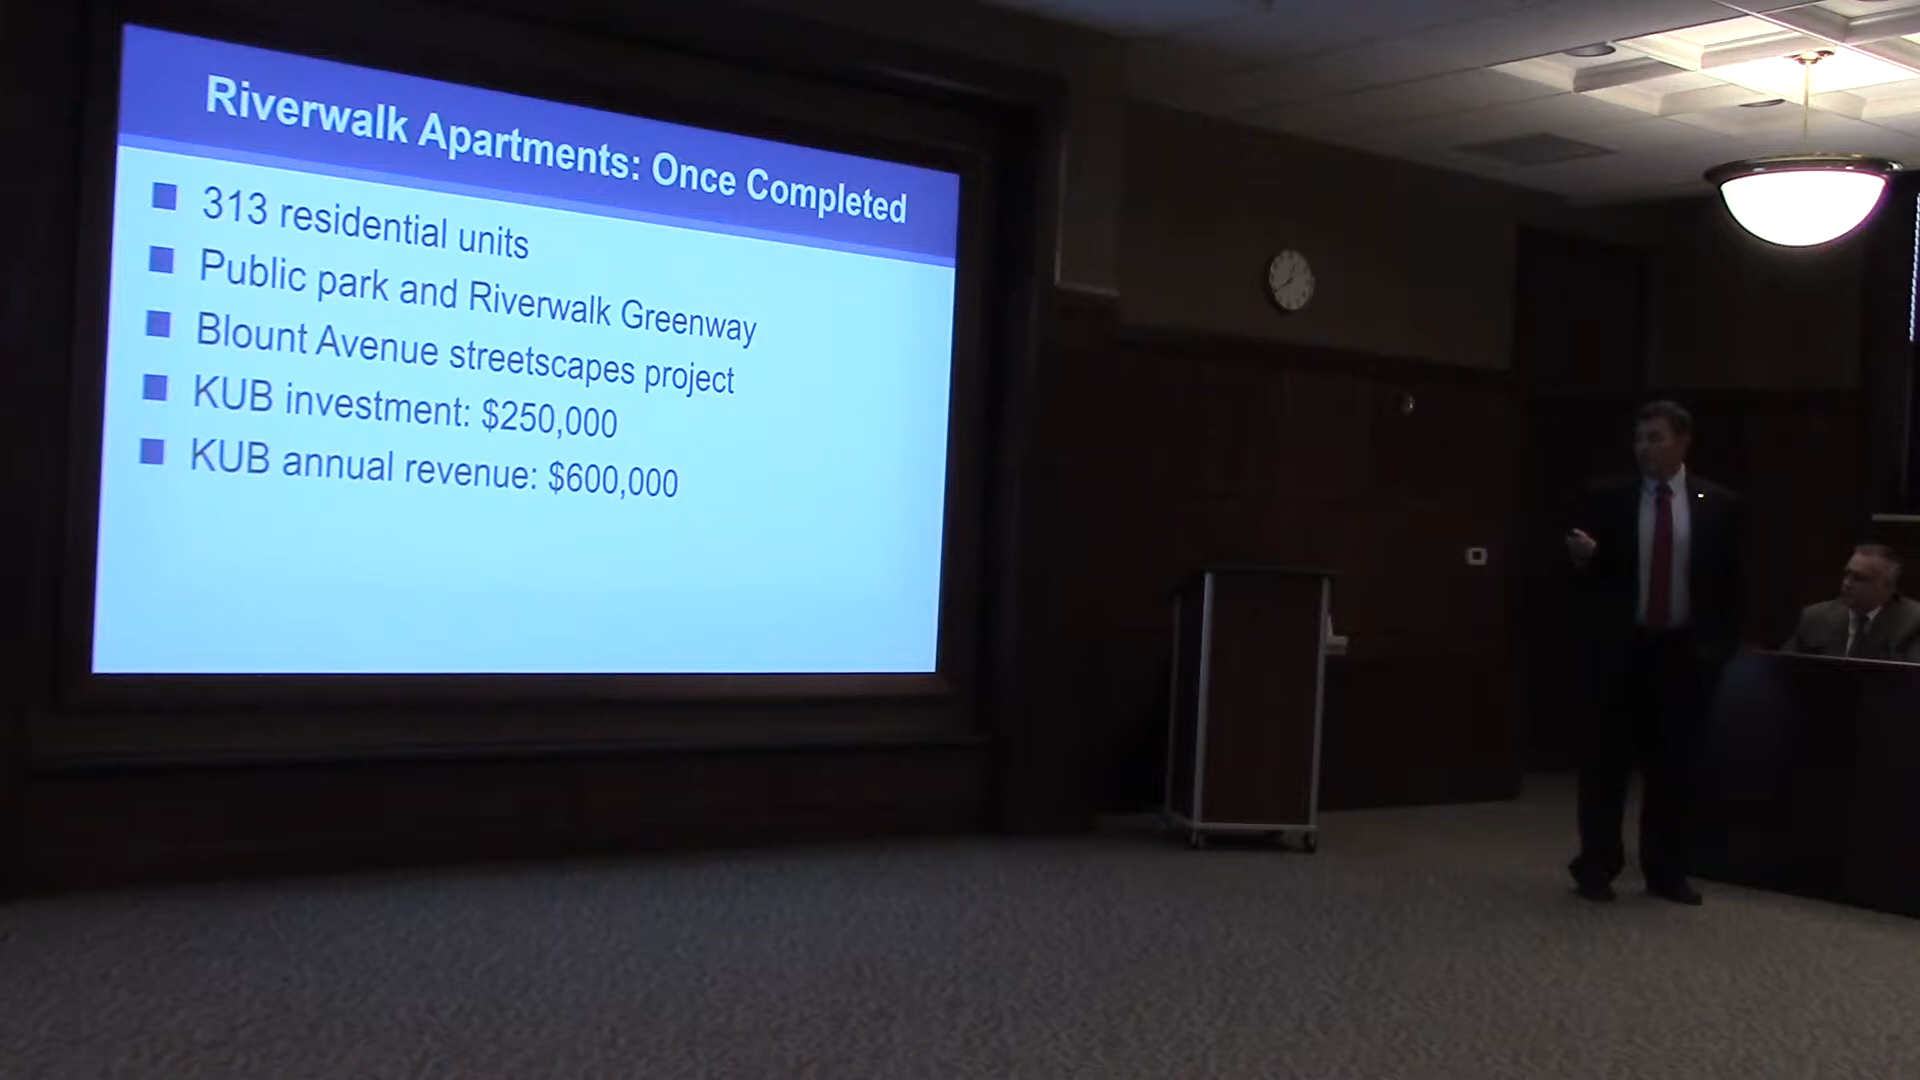 Riverwalk Apartments: Once Completed
313 residential units
Public park and Riverwalk Greenway
Blount Avenue streetscapes project
KUB investment: $250,000
KUB annual revenue: $600,000